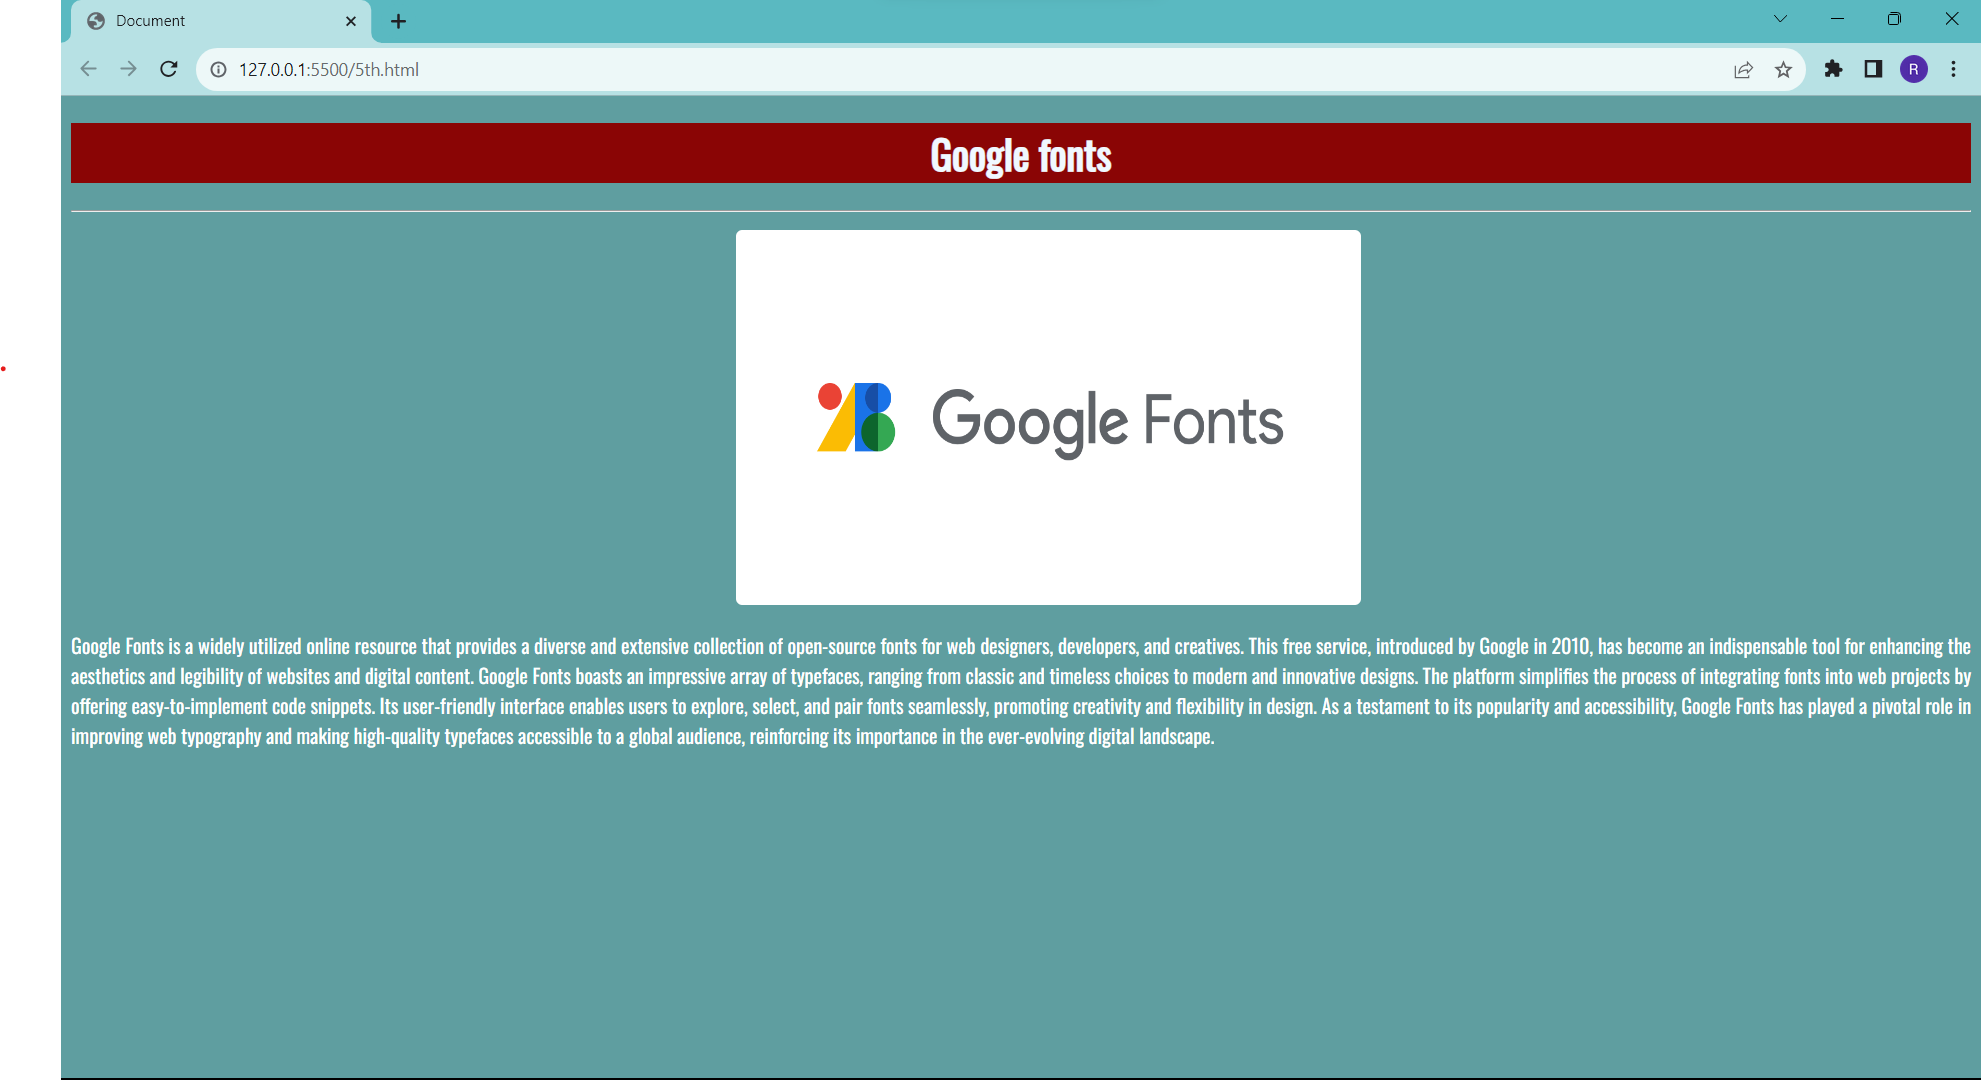 Document
127.0.0.1:5500/5th.html
R
Google fonts
Google Fonts
Google Fonts is a widely utilized online resource that provides a diverse and extensive collection of open-source fonts for web designers, developers, and creatives. This free service, introduced by Google in 2010, has become an indispensable tool for enhancing the
aesthetics and legibility of websites and digital content. Google Fonts boasts an impressive array of typefaces, ranging from classic and timeless choices to modern and innovative designs. The platform simplifies the process of integrating fonts into web projects by
offering easy-to-implement code snippets. Its user-friendly interface enables users to explore, select, and pair fonts seamlessly, promoting creativity and flexibility in design. As a testament to its popularity and accessibility, Google Fonts has played a pivotal role in
improving web typography and making high-quality typefaces accessible to a global audience, reinforcing its importance in the ever-evolving digital landscape.